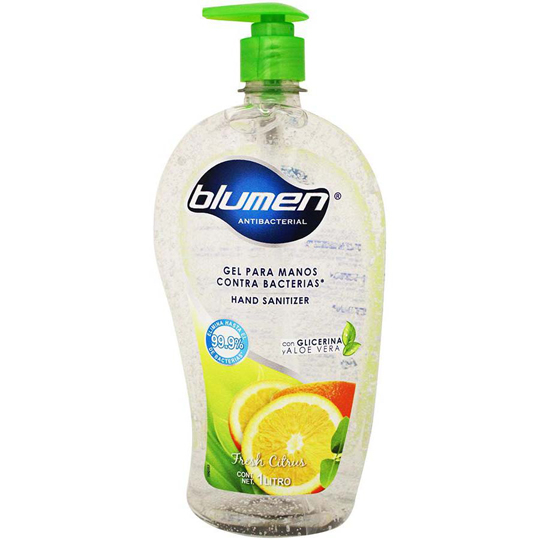 blumen®
ANTIBACTERIAL
GEL PARA MANOS
CONTRA BACTERIAS*
HAND SANITIZER
ELIMINA HASTA EL
99.9%
DE BACTERIAS*
con GLICERINA
y ALOE VERA
Fresh Citrus
CONT.
NET. 1 LITRO